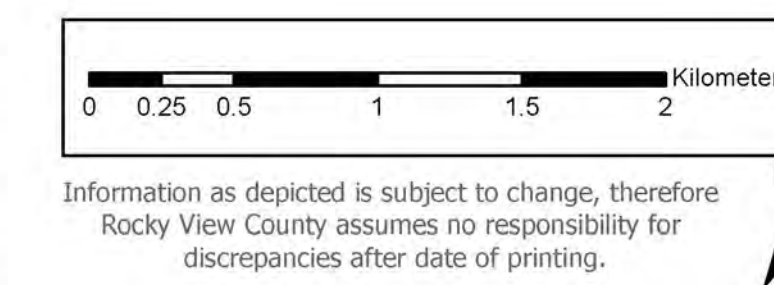 Kilometer
0 0.25 0.5 1 1.5 2
Information as depicted is subject to change, therefore
Rocky View County assumes no responsibility for
discrepancies after date of printing.